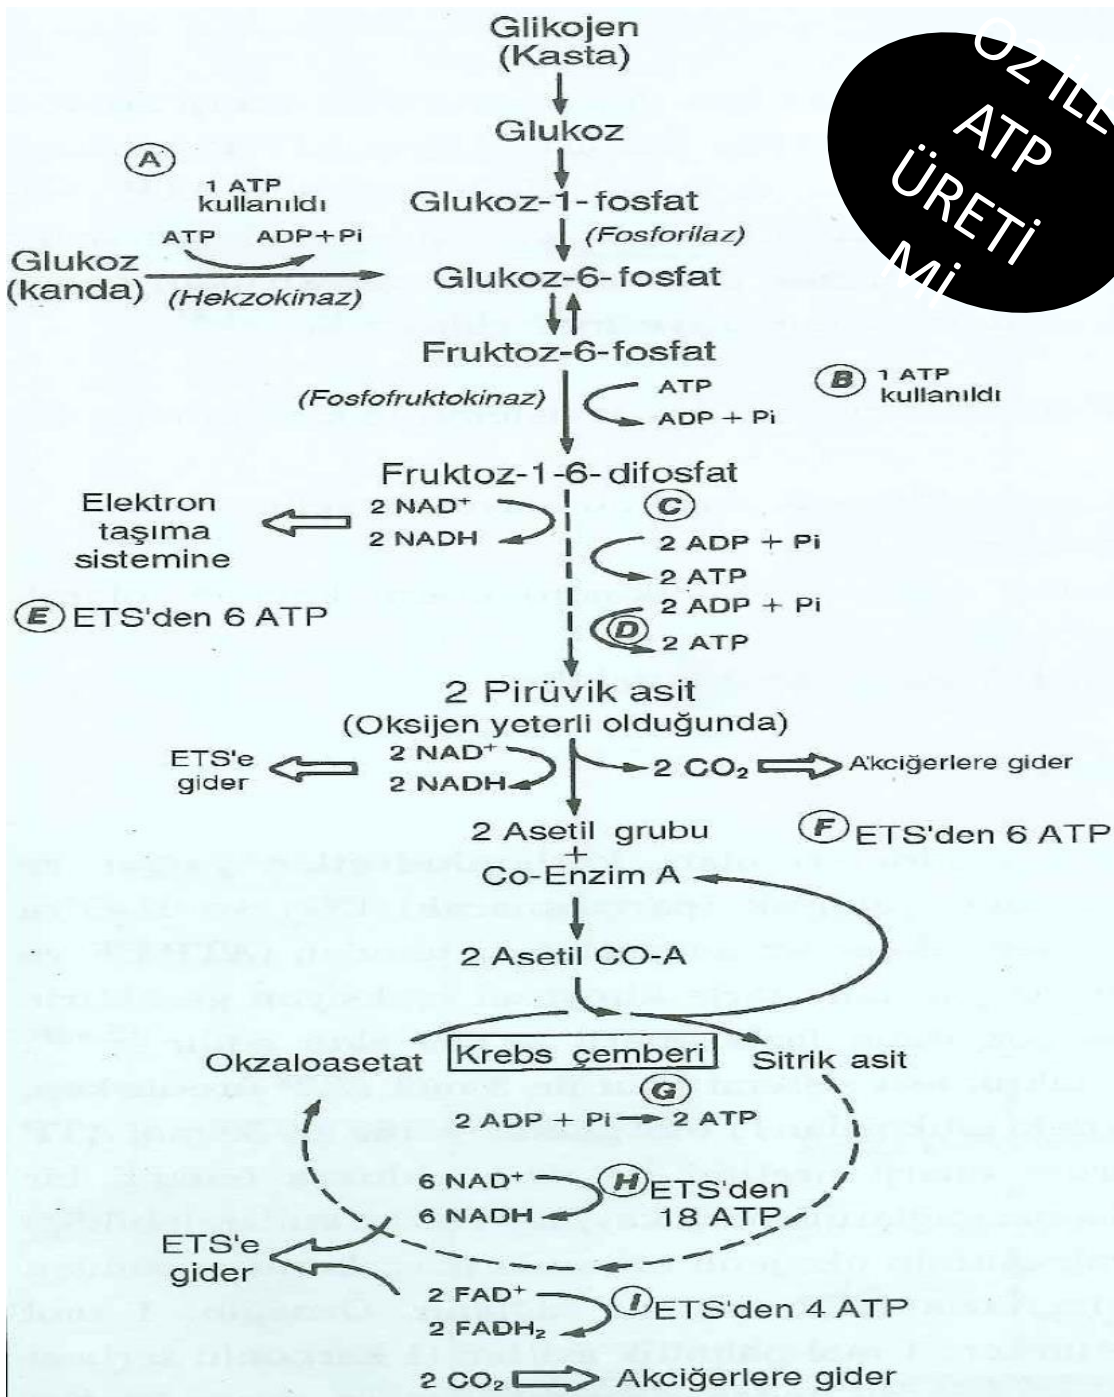 Glikojen
(Kasta)
O2 İLE
ATP
ÜRETİ
Mİ
Glukoz
A
1 ATP
kullanıldı
Glukoz-1-fosfat
ATP ADP+Pi
(Fosforilaz)
Glukoz
(kanda)
(Hekzokinaz)
Glukoz-6-fosfat
Fruktoz-6-fosfat
(Fosfofruktokinaz)
ATP
ADP + Pi
B 1 ATP
kullanıldı
Fruktoz-1-6-difosfat
Elektron
taşıma
sistemine
2 NAD⁺
2 NADH
C
2 ADP + Pi
2 ATP
2 ADP + Pi
D 2 ATP
E ETS'den 6 ATP
2 Pirüvik asit
(Oksijen yeterli olduğunda)
ETS'e
gider
2 NAD⁺
2 NADH
2 CO₂ Akciğerlere gider
2 Asetil grubu
+
Co-Enzim A
F ETS'den 6 ATP
2 Asetil CO-A
Okzaloasetat Krebs çemberi Sitrik asit
G
2 ADP + Pi → 2 ATP
6 NAD⁺
6 NADH
H ETS'den
18 ATP
ETS'e
gider
2 FAD⁺
2 FADH₂
I ETS'den 4 ATP
2 CO₂ Akciğerlere gider